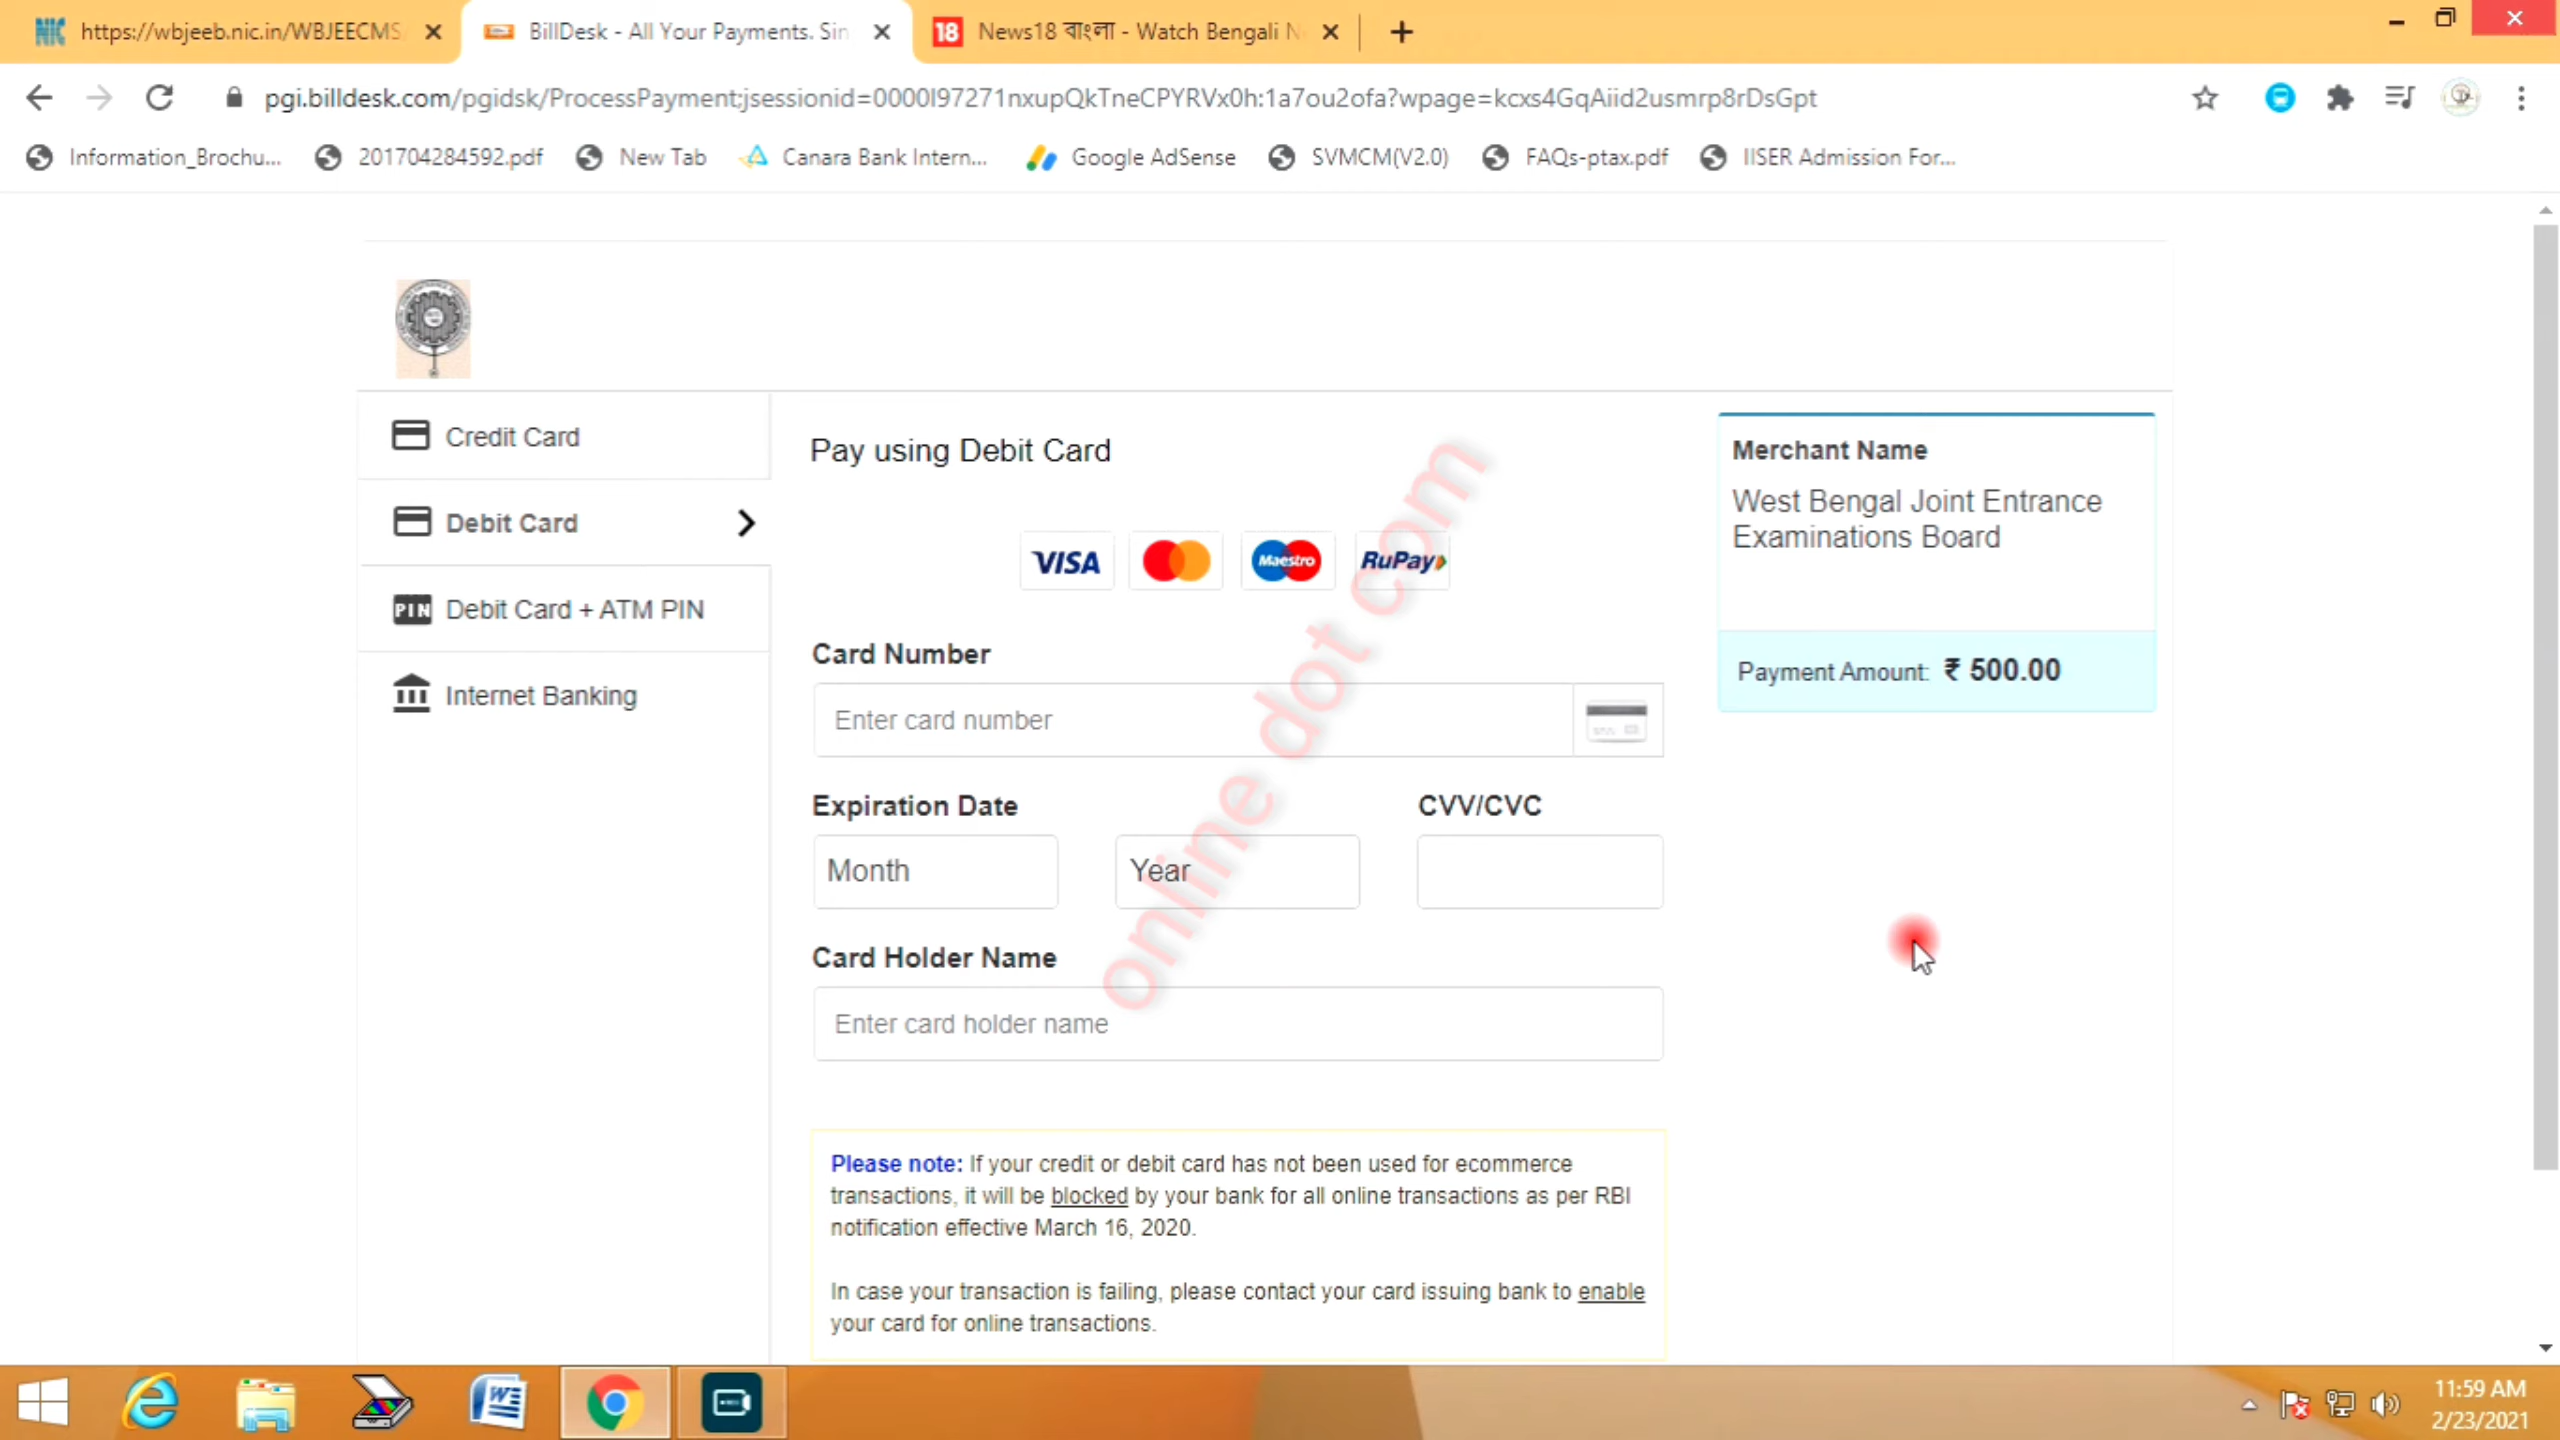 https://wbjeeb.nic.in/WBJEECMS
BillDesk - All Your Payments. Sin
News18 বাংলা - Watch Bengali N
pgi.billdesk.com/pgidsk/ProcessPayment;jsessionid=0000I97271nxupQkTneCPYRVx0h:1a7ou2ofa?wpage=kcxs4GqAiid2usmrp8rDsGpt
Information_Brochu...
201704284592.pdf
New Tab
Canara Bank Intern...
Google AdSense
SVMCM(V2.0)
FAQs-ptax.pdf
IISER Admission For...
Credit Card
Debit Card
PIN Debit Card + ATM PIN
Internet Banking
Pay using Debit Card
VISA
Maestro
RuPay
Card Number
Enter card number
Expiration Date
CVV/CVC
Month
Year
Card Holder Name
Enter card holder name
Please note: If your credit or debit card has not been used for ecommerce
transactions, it will be blocked by your bank for all online transactions as per RBI
notification effective March 16, 2020.
In case your transaction is failing, please contact your card issuing bank to enable
your card for online transactions.
Merchant Name
West Bengal Joint Entrance
Examinations Board
Payment Amount: ₹ 500.00
online dot com
11:59 AM
2/23/2021